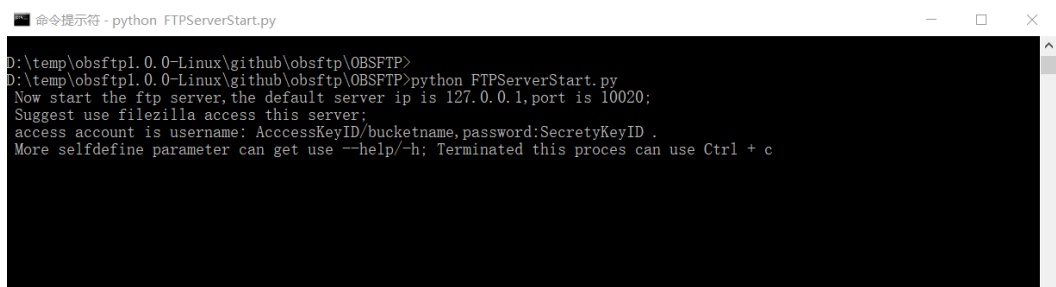 命令提示符 - python  FTPServerStart.py
D:\temp\obsftp1.0.0-Linux\github\obsftp\OBSFTP>
D:\temp\obsftp1.0.0-Linux\github\obsftp\OBSFTP>python FTPServerStart.py
Now start the ftp server,the default server ip is 127.0.0.1,port is 10020;
Suggest use filezilla access this server;
access account is username: AcccessKeyID/bucketname,password:SecretyKeyID .
More selfdefine parameter can get use --help/-h; Terminated this proces can use Ctrl + c